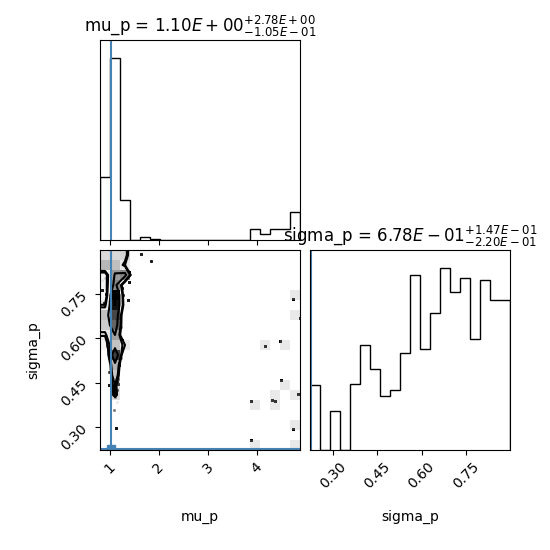 mu_p = 1.10E+00+2.78E+00−1.05E−01
sigma_p = 6.78E−01+1.47E−01−2.20E−01
0.75
0.60
0.45
0.30
sigma_p
1 2 3 4
0.30 0.45 0.60 0.75
mu_p
sigma_p